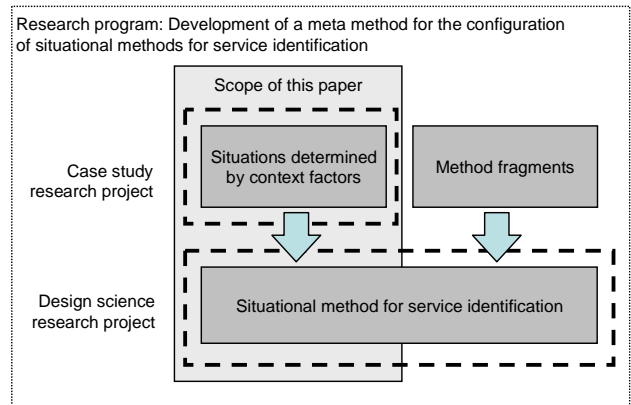 Research program: Development of a meta method for the configuration
of situational methods for service identification
Scope of this paper
Case study
research project
Situations determined
by context factors
Method fragments
Design science
research project
Situational method for service identification